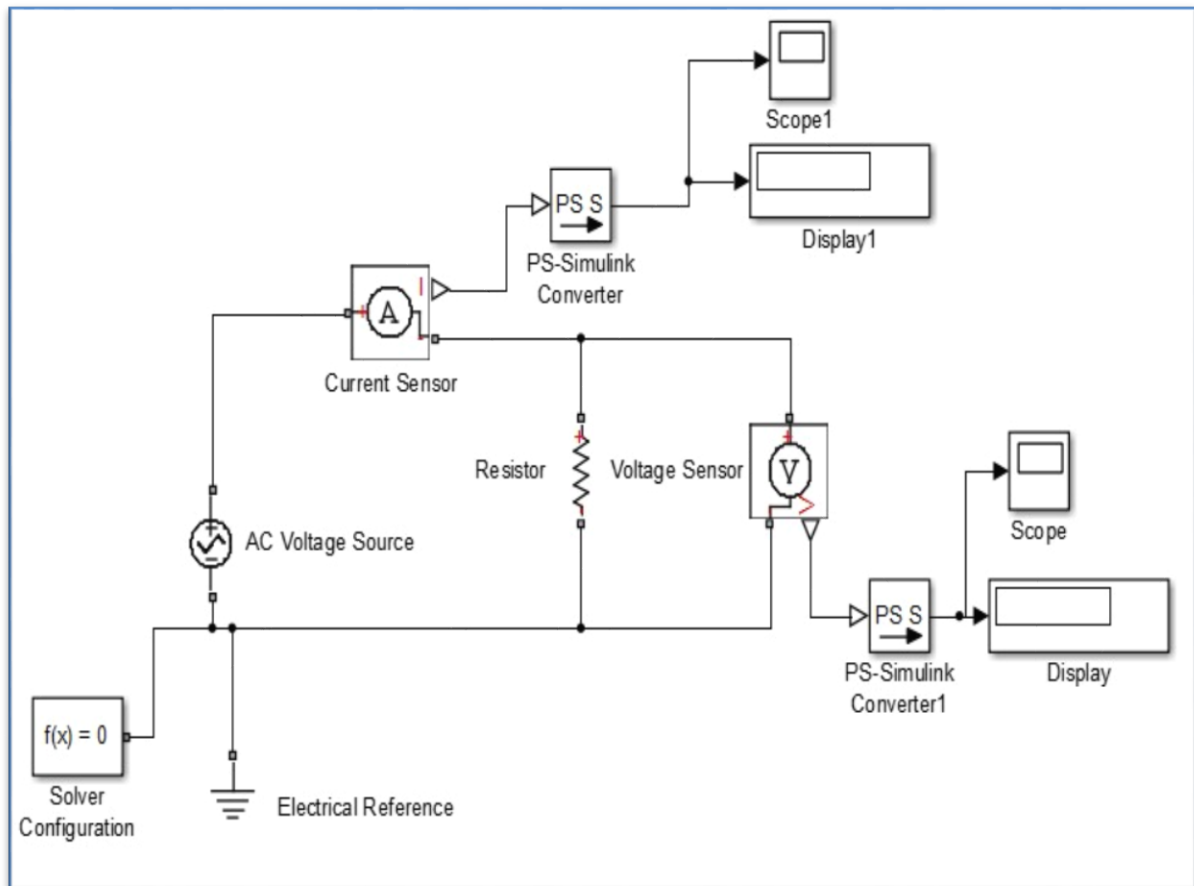 Scope1
Display1
PS S
PS-Simulink
Converter
I
A
Current Sensor
Resistor
Voltage Sensor
V
V
Scope
AC Voltage Source
PS S
PS-Simulink
Converter1
Display
f(x) = 0
Solver
Configuration
Electrical Reference